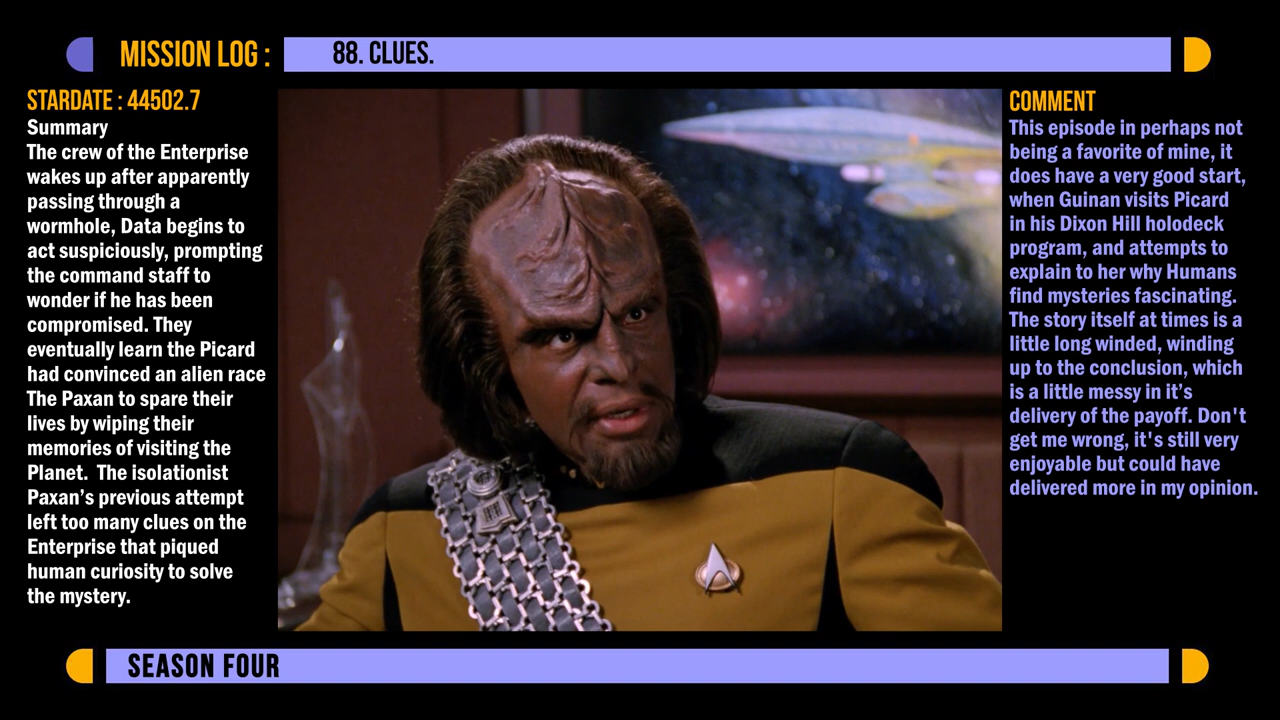 MISSION LOG :
88. CLUES.
STARDATE : 44502.7
Summary
The crew of the Enterprise
wakes up after apparently
passing through a
wormhole, Data begins to
act suspiciously, prompting
the command staff to
wonder if he has been
compromised. They
eventually learn the Picard
had convinced an alien race
The Paxan to spare their
lives by wiping their
memories of visiting the
Planet.  The isolationist
Paxan's previous attempt
left too many clues on the
Enterprise that piqued
human curiosity to solve
the mystery.
COMMENT
This episode in perhaps not
being a favorite of mine, it
does have a very good start,
when Guinan visits Picard
in his Dixon Hill holodeck
program, and attempts to
explain to her why Humans
find mysteries fascinating.
The story itself at times is a
little long winded, winding
up to the conclusion, which
is a little messy in it's
delivery of the payoff. Don't
get me wrong, it's still very
enjoyable but could have
delivered more in my opinion.
SEASON FOUR